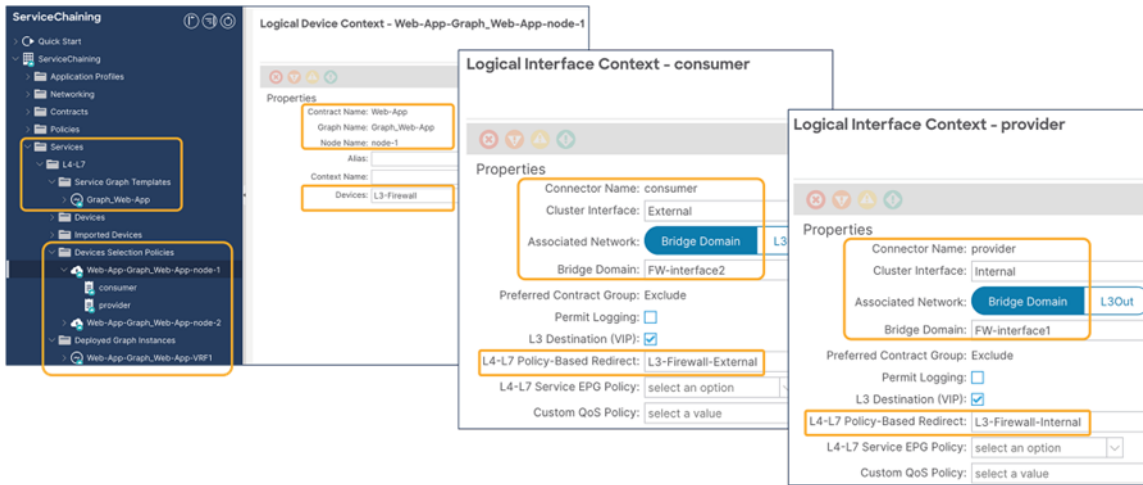 ServiceChaining
Quick Start
ServiceChaining
Application Profiles
Networking
Contracts
Policies
Services
L4-L7
Service Graph Templates
Graph_Web-App
Devices
Imported Devices
Devices Selection Policies
Web-App-Graph_Web-App-node-1
consumer
provider
Web-App-Graph_Web-App-node-2
Deployed Graph Instances
Web-App-Graph_Web-App-VRF1
Logical Device Context - Web-App-Graph_Web-App-node-1
Properties
Contract Name: Web-App
Graph Name: Graph_Web-App
Node Name: node-1
Alias:
Context Name:
Devices: L3-Firewall
Logical Interface Context - consumer
Properties
Connector Name: consumer
Cluster Interface: External
Associated Network: Bridge Domain L3
Bridge Domain: FW-interface2
Preferred Contract Group: Exclude
Permit Logging:
L3 Destination (VIP):
L4-L7 Policy-Based Redirect: L3-Firewall-External
L4-L7 Service EPG Policy: select an option
Custom QoS Policy: select a value
Logical Interface Context - provider
Properties
Connector Name: provider
Cluster Interface: Internal
Associated Network: Bridge Domain L3Out
Bridge Domain: FW-interface1
Preferred Contract Group: Exclude
Permit Logging:
L3 Destination (VIP):
L4-L7 Policy-Based Redirect: L3-Firewall-Internal
L4-L7 Service EPG Policy: select an option
Custom QoS Policy: select a value